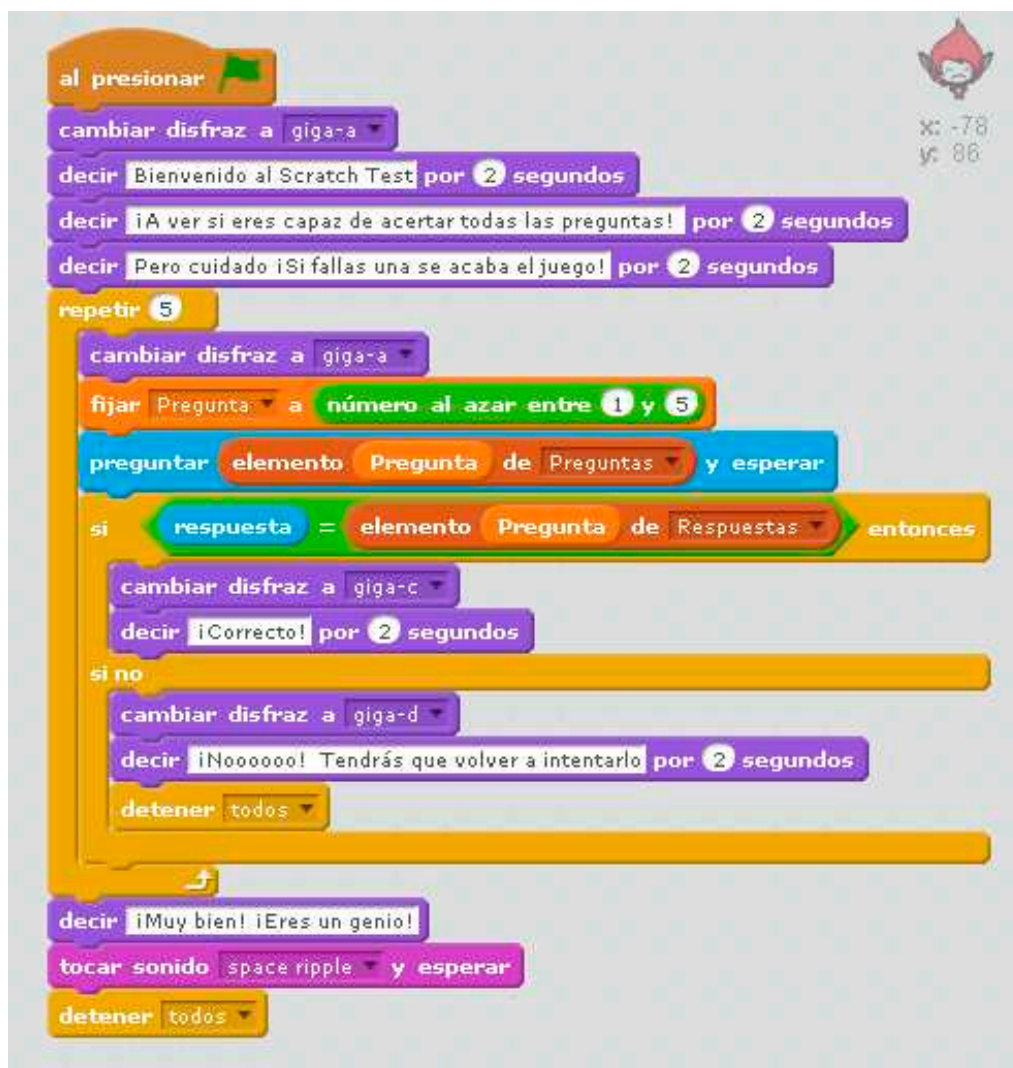 al presionar
cambiar disfraz a giga-a
x: -78
y: 86
decir Bienvenido al Scratch Test por 2 segundos
decir ¡A ver si eres capaz de acertar todas las preguntas! por 2 segundos
decir Pero cuidado ¡Si fallas una se acaba el juego! por 2 segundos
repetir 5
cambiar disfraz a giga-a
fijar Pregunta a número al azar entre 1 y 5
preguntar elemento Pregunta de Preguntas y esperar
si respuesta = elemento Pregunta de Respuestas entonces
cambiar disfraz a giga-c
decir ¡Correcto! por 2 segundos
si no
cambiar disfraz a giga-d
decir ¡Noooooo! Tendrás que volver a intentarlo por 2 segundos
detener todos
decir ¡Muy bien! ¡Eres un genio!
tocar sonido space ripple y esperar
detener todos